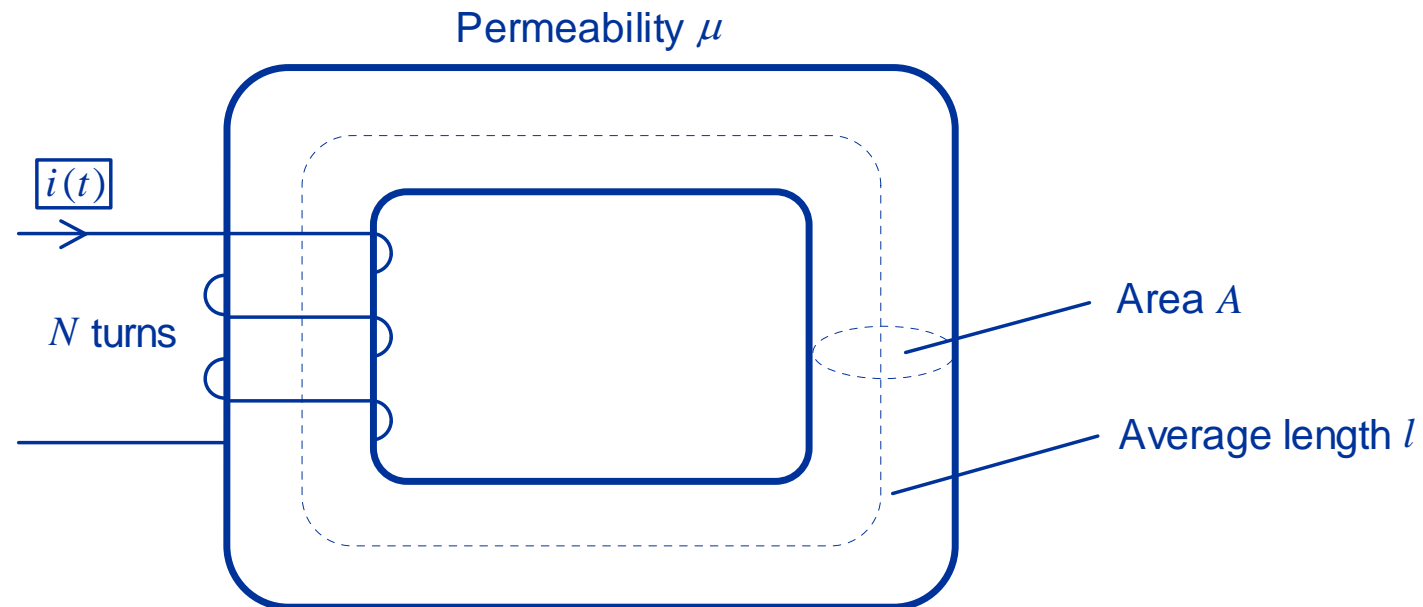 Permeability μ
i(t)
N turns
Area A
Average length l